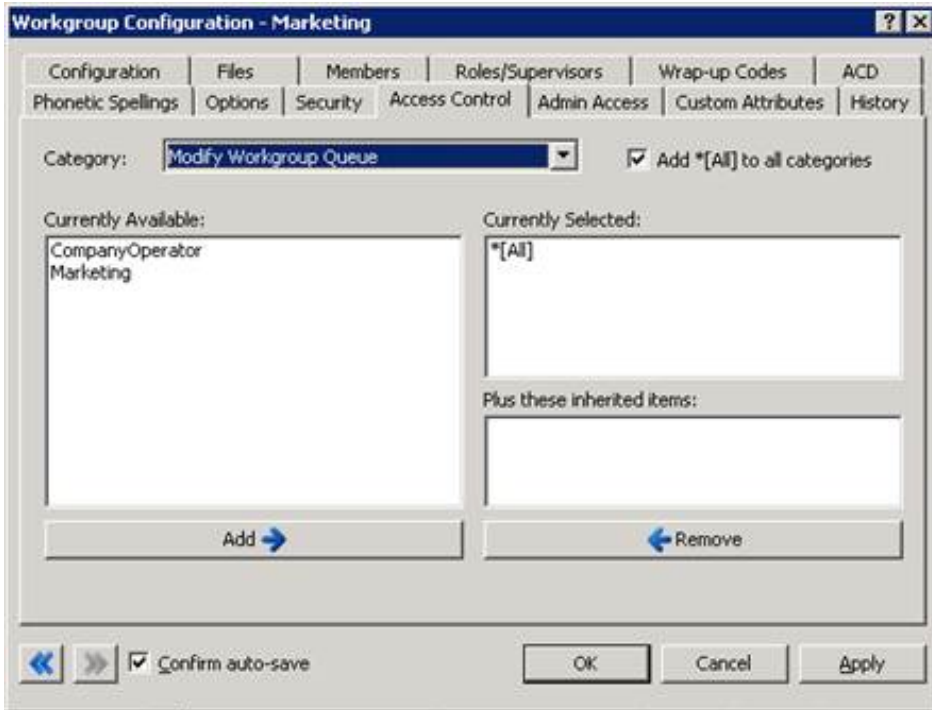 Workgroup Configuration - Marketing
Configuration Files Members Roles/Supervisors Wrap-up Codes ACD
Phonetic Spellings Options Security Access Control Admin Access Custom Attributes History
Category: Modify Workgroup Queue Add *[All] to all categories
Currently Available: Currently Selected:
CompanyOperator *[All]
Marketing
Plus these inherited items:
Add Remove
Confirm auto-save OK Cancel Apply